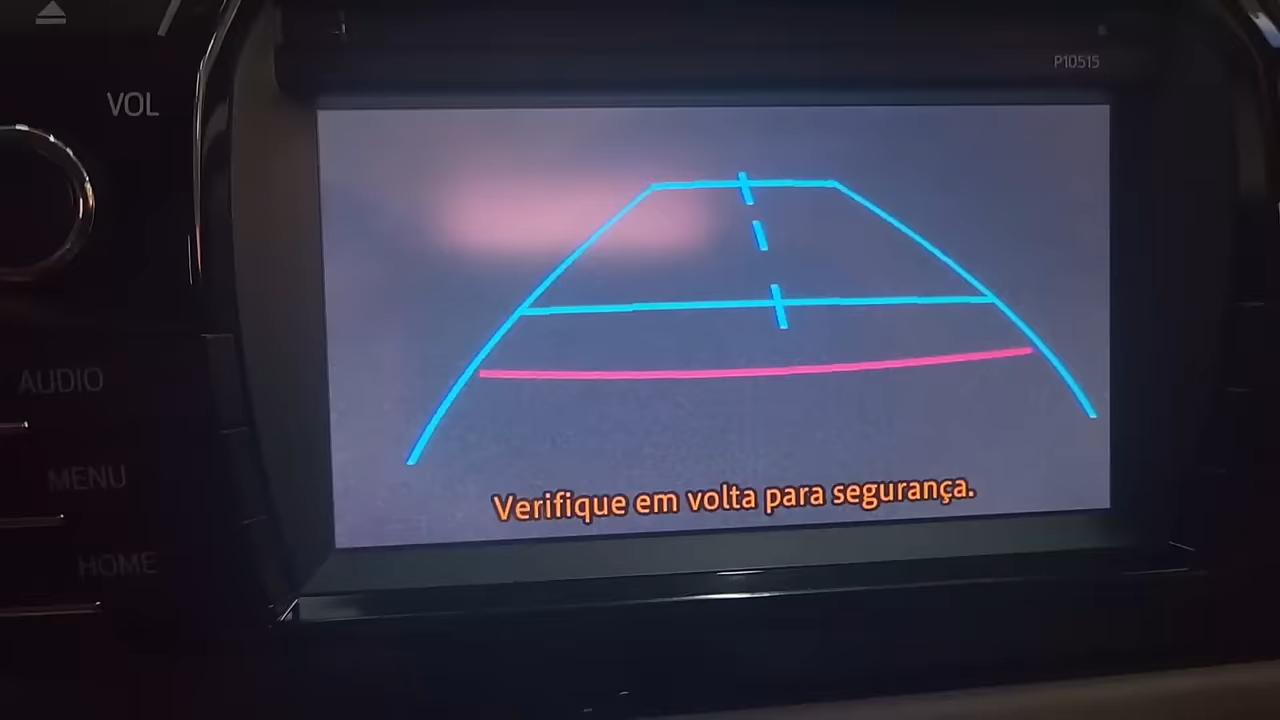 P10515
VOL
AUDIO
MENU
HOME
Verifique em volta para segurança.